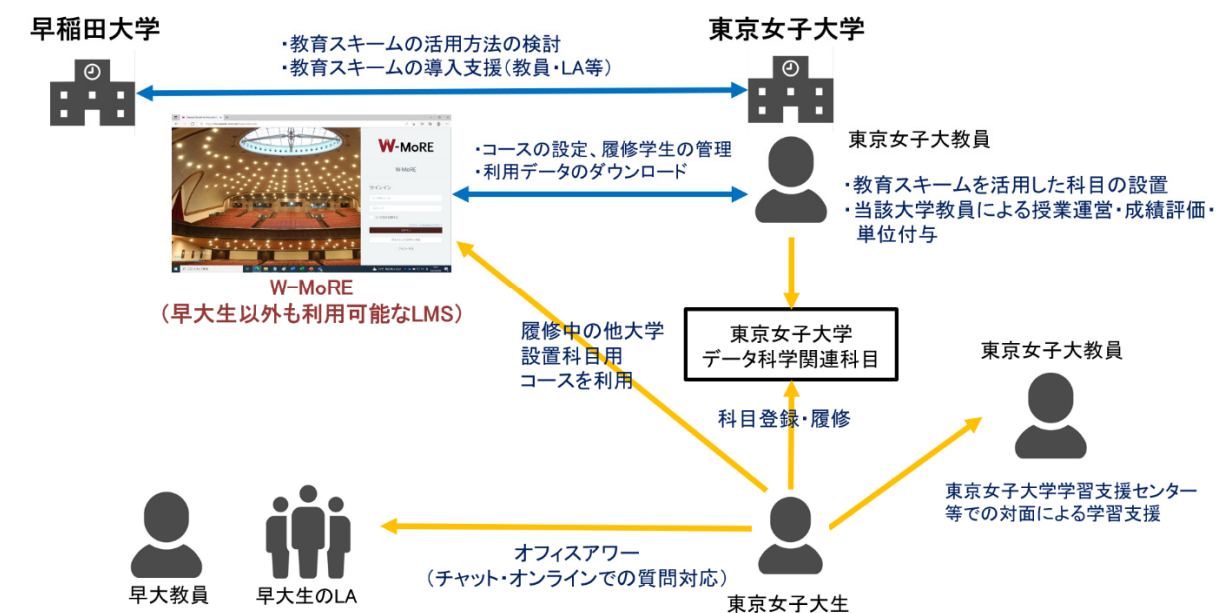 早稲田大学
東京女子大学
・教育スキームの活用方法の検討
・教育スキームの導入支援(教員・LA等)
W-MoRE
W-MoRE
サインイン
・コースの設定、履修学生の管理
・利用データのダウンロード
東京女子大教員
・教育スキームを活用した科目の設置
・当該大学教員による授業運営・成績評価・
単位付与
W-MoRE
(早大生以外も利用可能なLMS)
履修中の他大学
設置科目用
コースを利用
東京女子大学
データ科学関連科目
東京女子大教員
科目登録・履修
東京女子大学学習支援センター
等での対面による学習支援
オフィスアワー
(チャット・オンラインでの質問対応)
早大教員
早大生のLA
東京女子大生